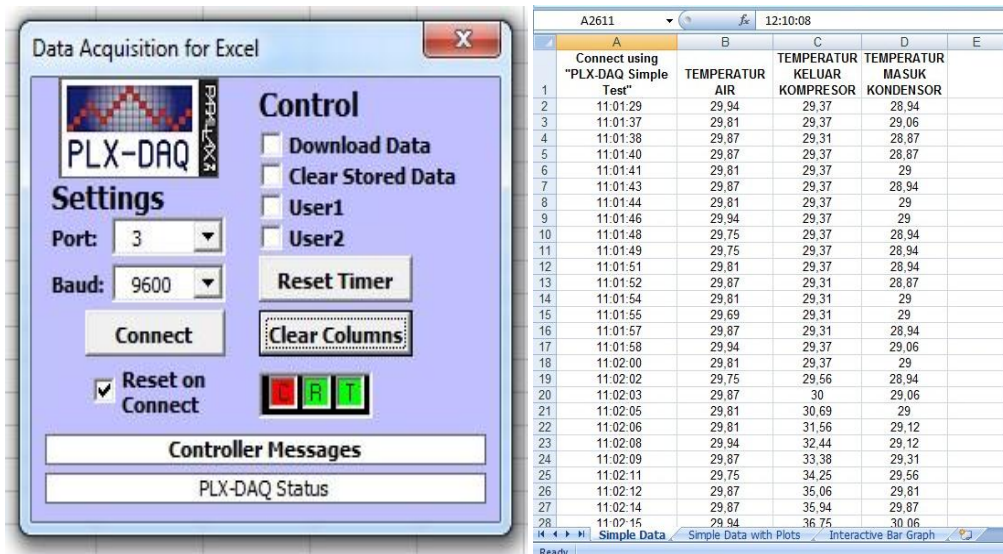 Data Acquisition for Excel
X
PLX-DAQ
PARALLAX
Control
Download Data
Clear Stored Data
User1
User2
Settings
Port: 3
Baud: 9600
Reset Timer
Connect
Clear Columns
Reset on
Connect
C R T
Controller Messages
PLX-DAQ Status
A2611 fx 12:10:08
A B C D E
1 Connect using "PLX-DAQ Simple Test" TEMPERATUR AIR TEMPERATUR KELUAR KOMPRESOR TEMPERATUR MASUK KONDENSOR
2 11:01:29 29,94 29,37 28,94
3 11:01:37 29,81 29,37 29,06
4 11:01:38 29,87 29,31 28,87
5 11:01:40 29,87 29,37 28,87
6 11:01:41 29,81 29,37 29
7 11:01:43 29,87 29,37 28,94
8 11:01:44 29,81 29,37 29
9 11:01:46 29,94 29,37 29
10 11:01:48 29,75 29,37 28,94
11 11:01:49 29,75 29,37 28,94
12 11:01:51 29,81 29,37 28,94
13 11:01:52 29,87 29,31 28,87
14 11:01:54 29,81 29,31 29
15 11:01:55 29,69 29,31 29
16 11:01:57 29,87 29,31 28,94
17 11:01:58 29,94 29,37 29,06
18 11:02:00 29,81 29,37 29
19 11:02:02 29,75 29,56 28,94
20 11:02:03 29,87 30 29,06
21 11:02:05 29,81 30,69 29
22 11:02:06 29,81 31,56 29,12
23 11:02:08 29,94 32,44 29,12
24 11:02:09 29,87 33,38 29,31
25 11:02:11 29,75 34,25 29,56
26 11:02:12 29,87 35,06 29,81
27 11:02:14 29,87 35,94 29,87
28 11:02:15 29,94 36,75 30,06
Simple Data Simple Data with Plots Interactive Bar Graph
Ready